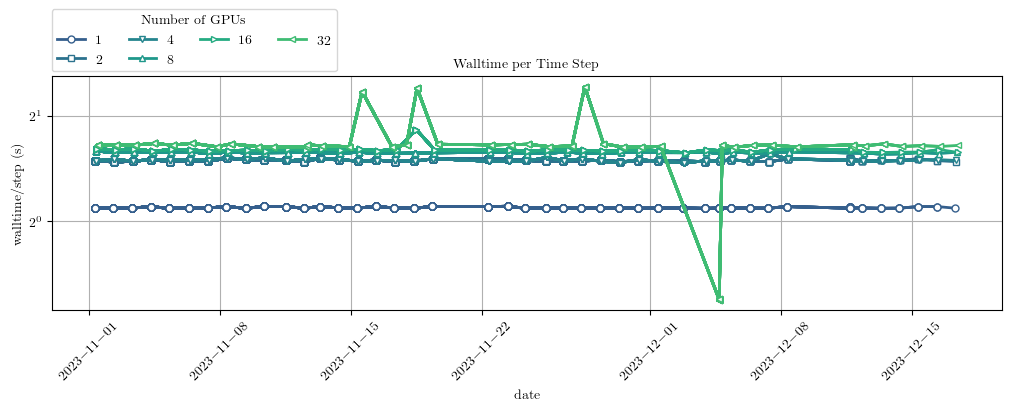 Number of GPUs
1 4 16 32
2 8
Walltime per Time Step
2^1
2^0
walltime/step (s)
2023−11−01 2023−11−08 2023−11−15 2023−11−22 2023−12−01 2023−12−08 2023−12−15
date